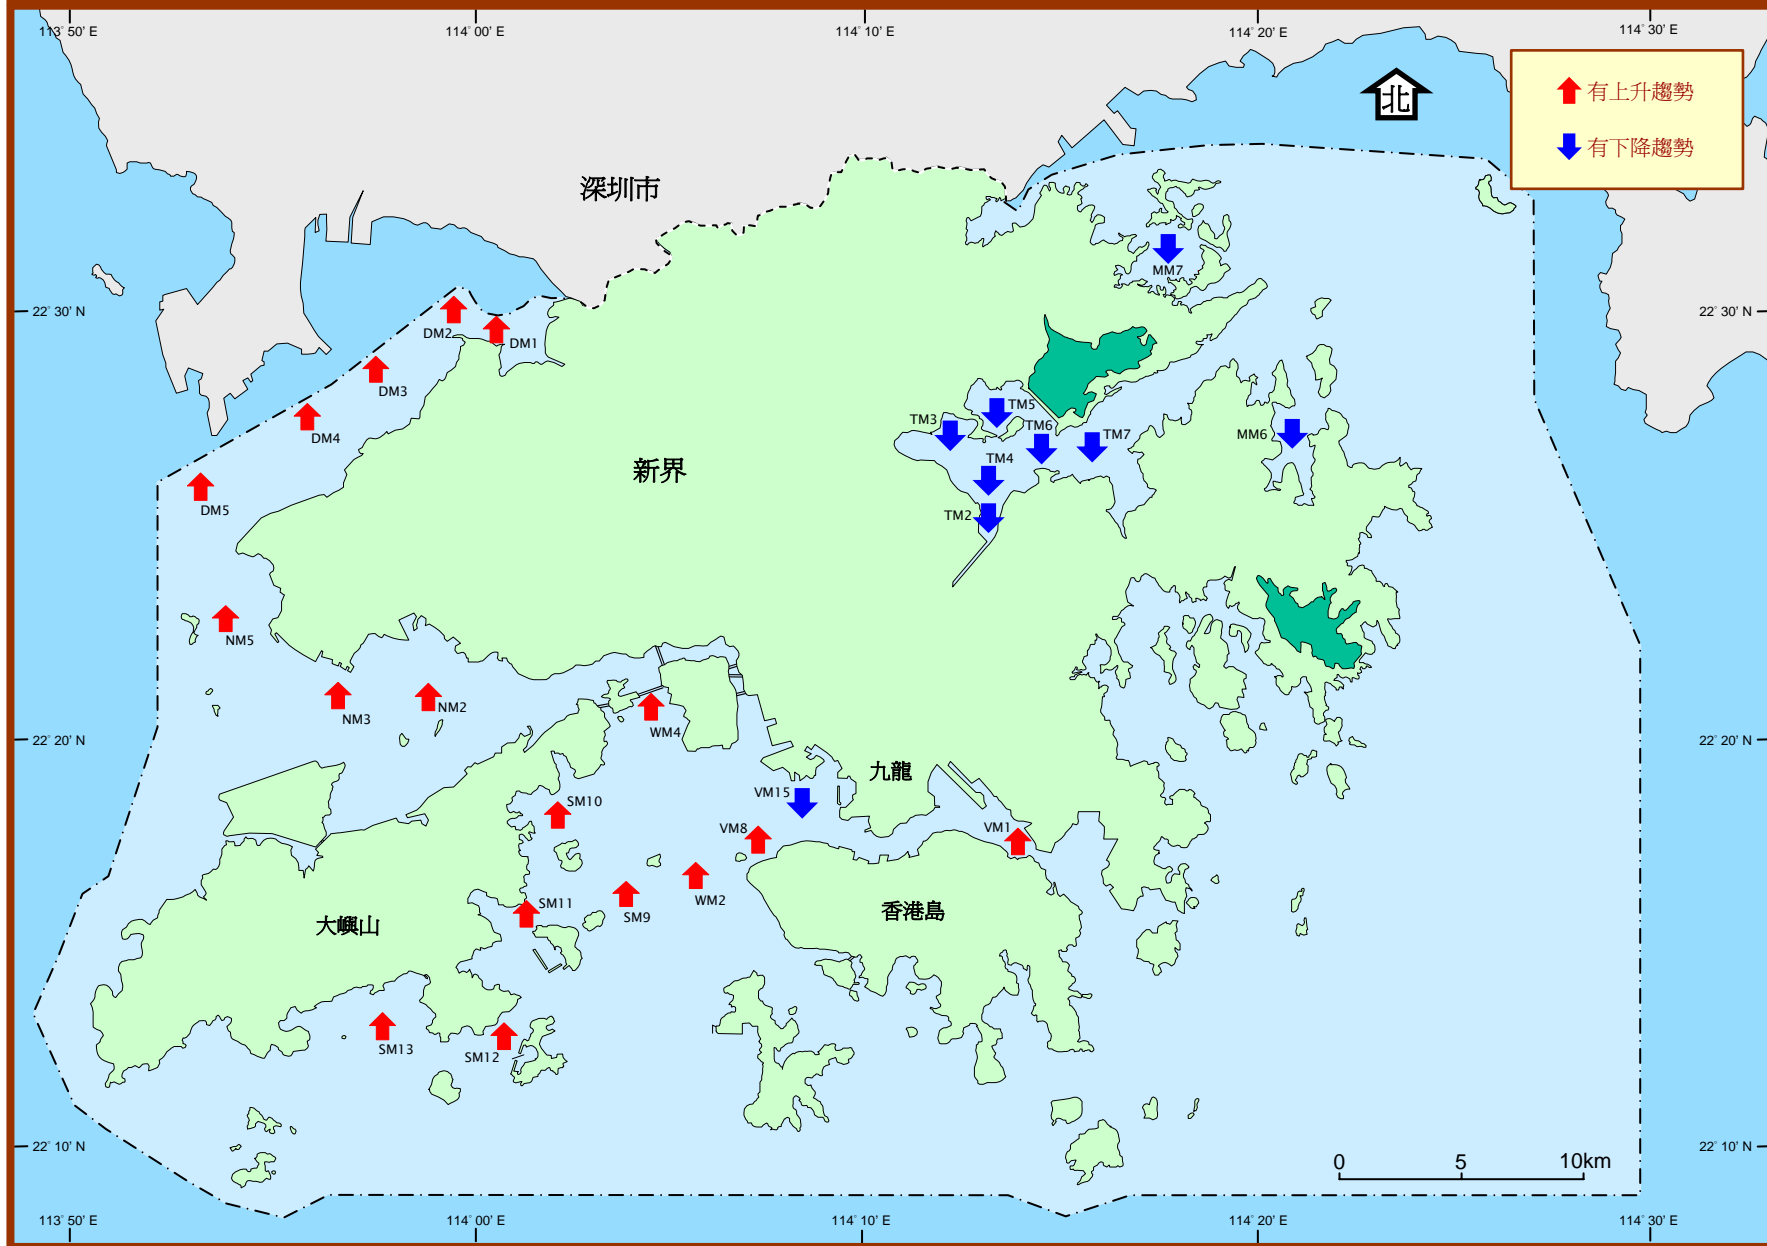 113° 50' E
114° 00' E
114° 10' E
114° 20' E
114° 30' E
有上升趨勢
有下降趨勢
北
深圳市
MM7
22° 30' N
22° 30' N
DM2
DM1
DM3
DM4
TM5
TM3
TM6
TM7
MM6
TM4
新界
DM5
TM2
NM5
NM3
NM2
WM4
22° 20' N
22° 20' N
九龍
VM15
SM10
VM8
VM1
WM2
SM11
SM9
香港島
大嶼山
SM13
SM12
22° 10' N
22° 10' N
0 5 10km
113° 50' E
114° 00' E
114° 10' E
114° 20' E
114° 30' E